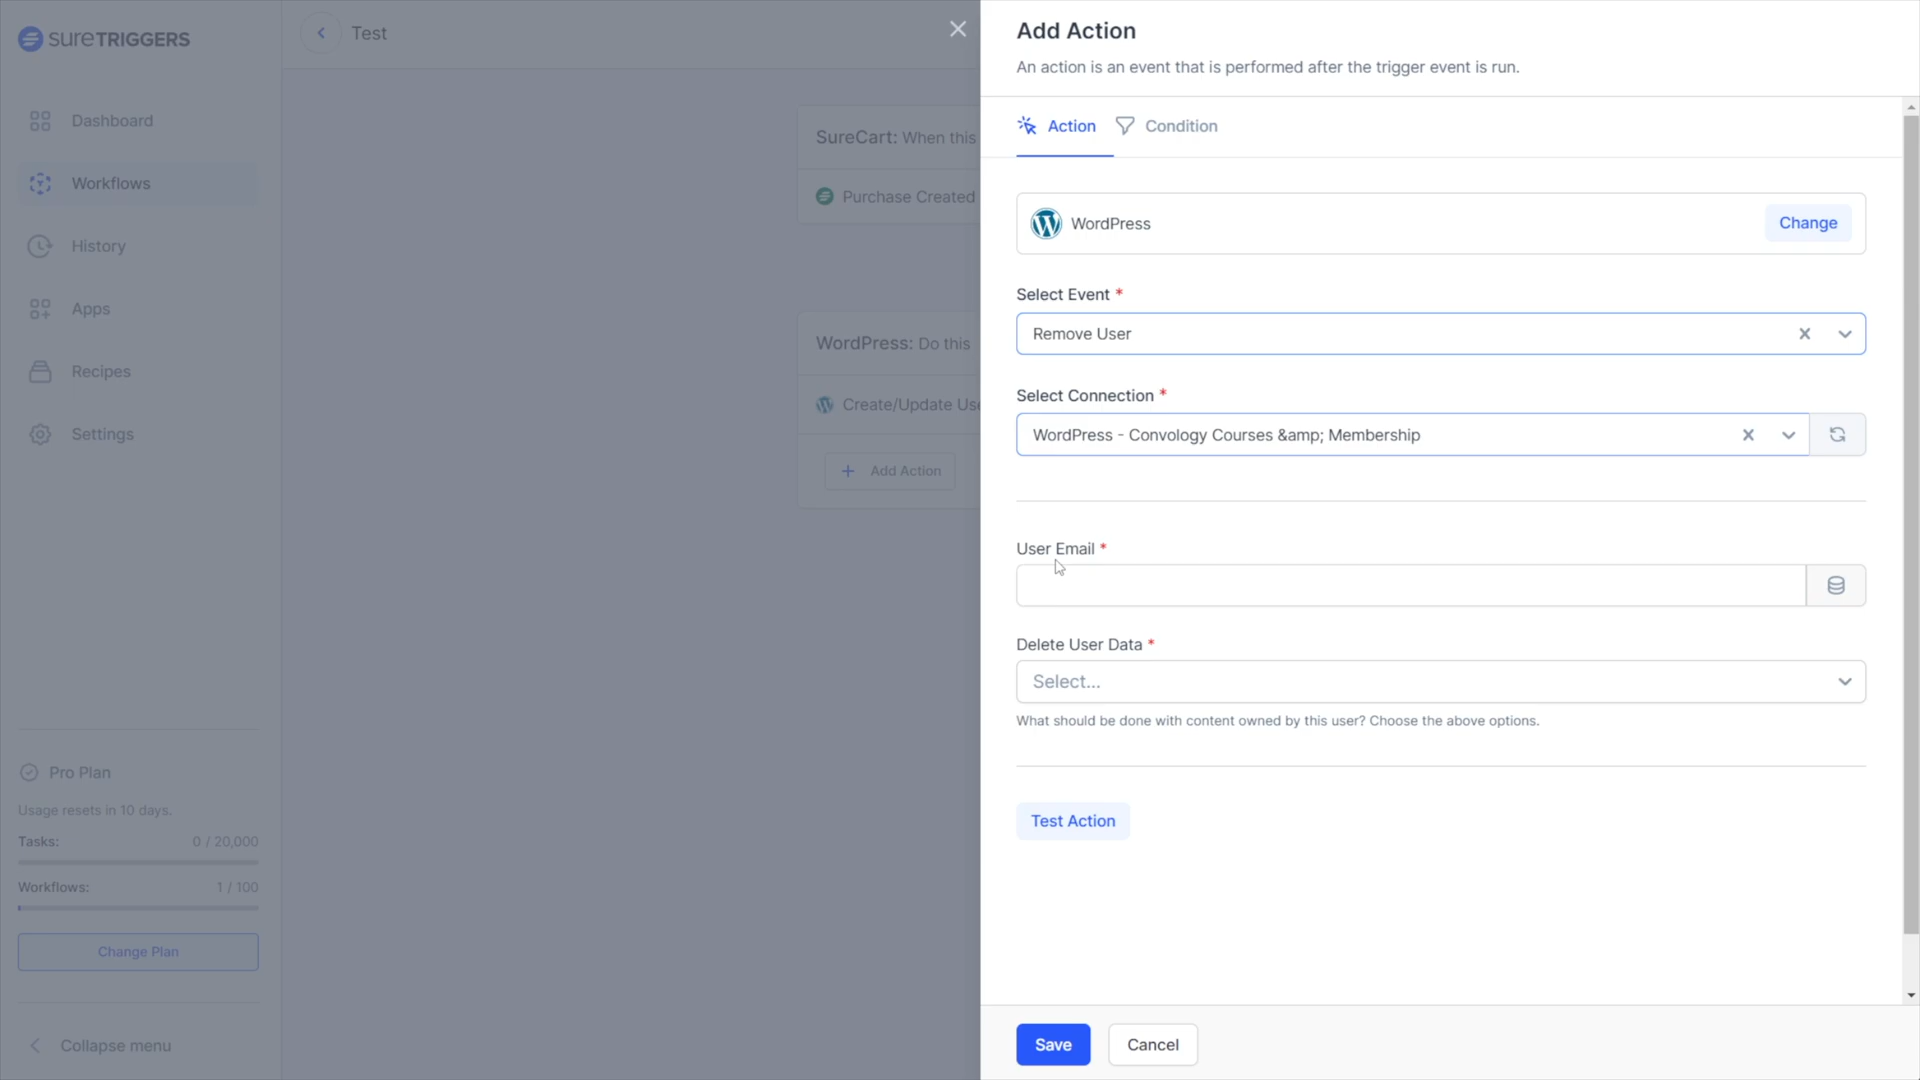 SURETRIGGERS
Dashboard
Workflows
History
Apps
Recipes
Settings
Pro Plan
Usage resets in 10 days.
Tasks: 0 / 20,000
Workflows: 1 / 100
Change Plan
Collapse menu
Test
SureCart: When this
Purchase Created
WordPress: Do this
Create/Update Use
+ Add Action
Add Action
An action is an event that is performed after the trigger event is run.
Action Condition
WordPress Change
Select Event *
Remove User
Select Connection *
WordPress - Convology Courses &amp; Membership
User Email *
Delete User Data *
Select...
What should be done with content owned by this user? Choose the above options.
Test Action
Save Cancel